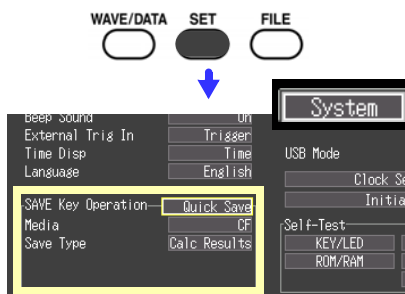 WAVE/DATA SET FILE
System
Beep Sound On
External Trig In Trigger
Time Disp Time
Language English
USB Mode
Clock Se
Initia
SAVE Key Operation Quick Save
Media CF
Save Type Calc Results
Self-Test
KEY/LED
ROM/RAM